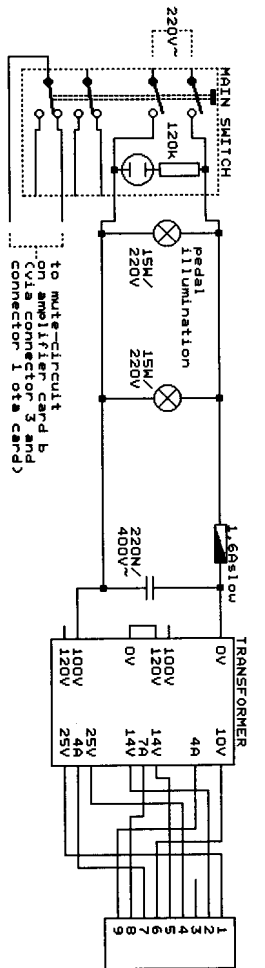 220V~
MAIN SWITCH
120k
to mute-circuit
on amplifier card b
(via connector 3 and
connector 1 ota card)
pedal
illumination
15W/
220V
15W/
220V
1,6Aslow
220N/
400V~
TRANSFORMER
0V
100V
120V
0V
100V
120V
10V
4A
14V
7A
14V
25V
4A
25V
1
2
3
4
5
6
7
8
9